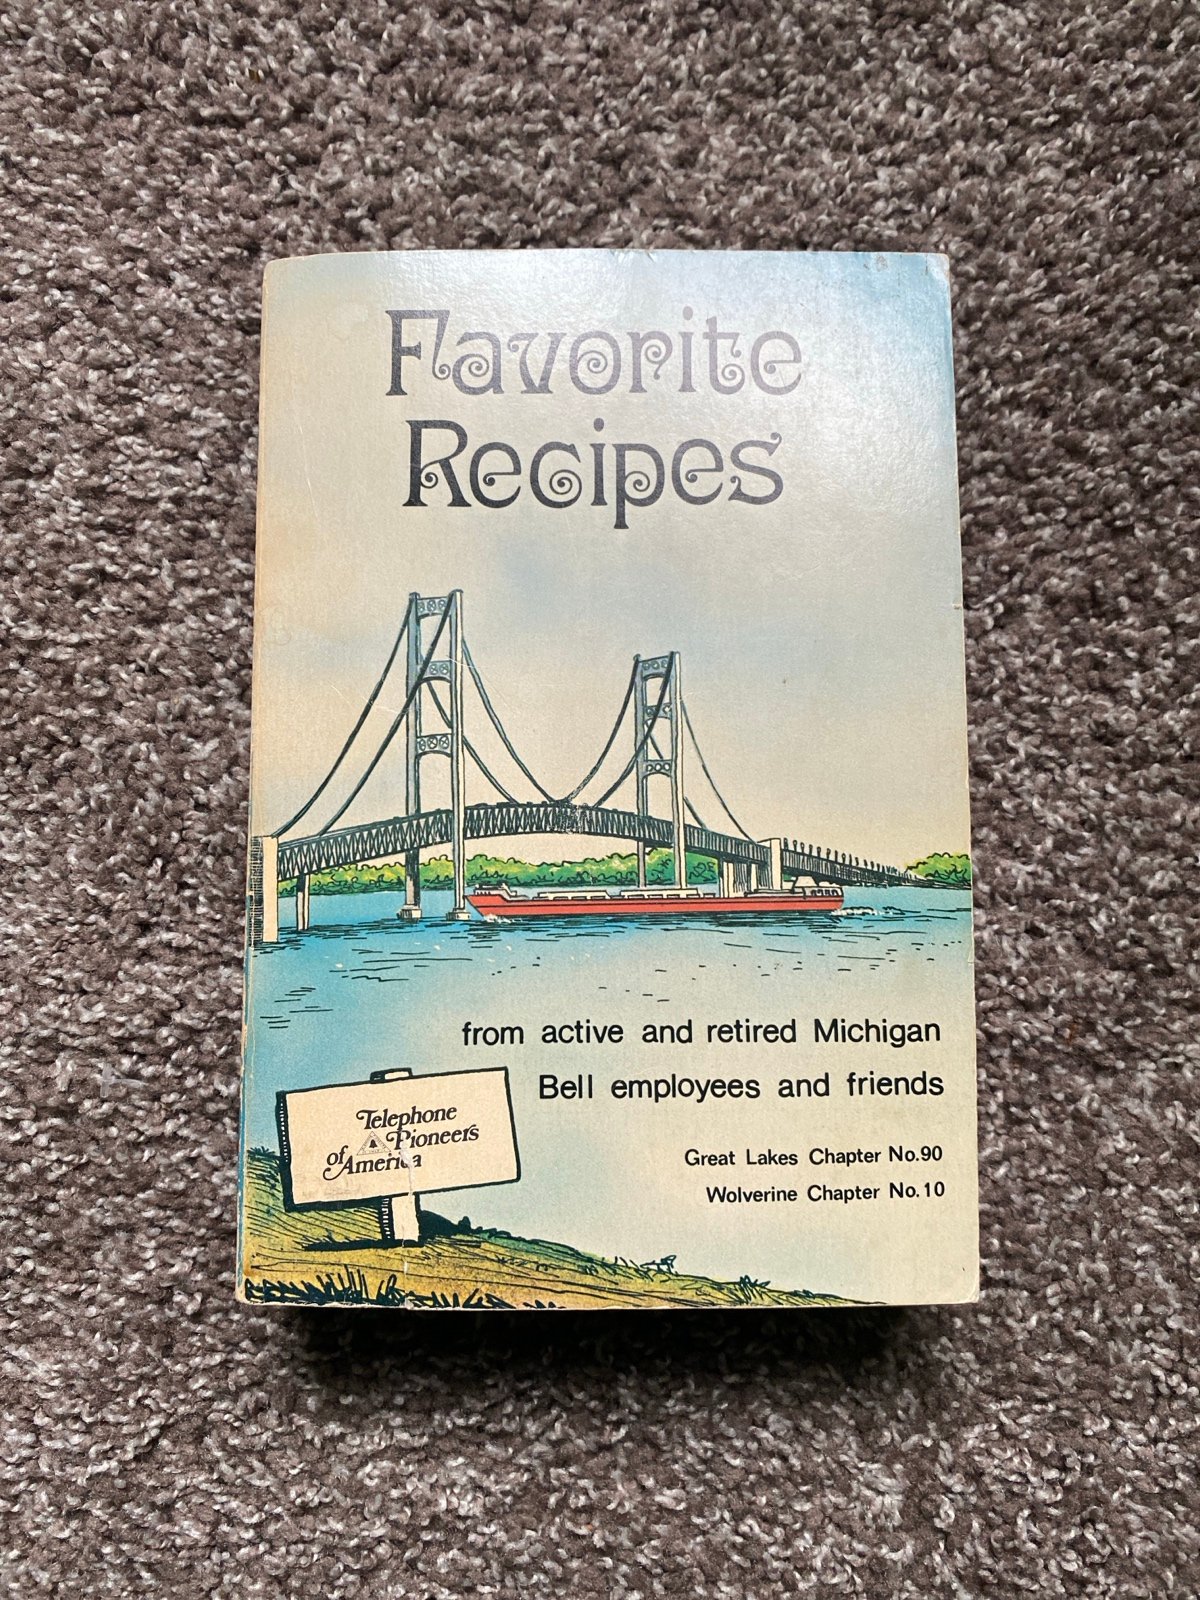 Favorite
Recipes
from active and retired Michigan
Bell employees and friends
Telephone
Pioneers
of America
Great Lakes Chapter No.90
Wolverine Chapter No.10